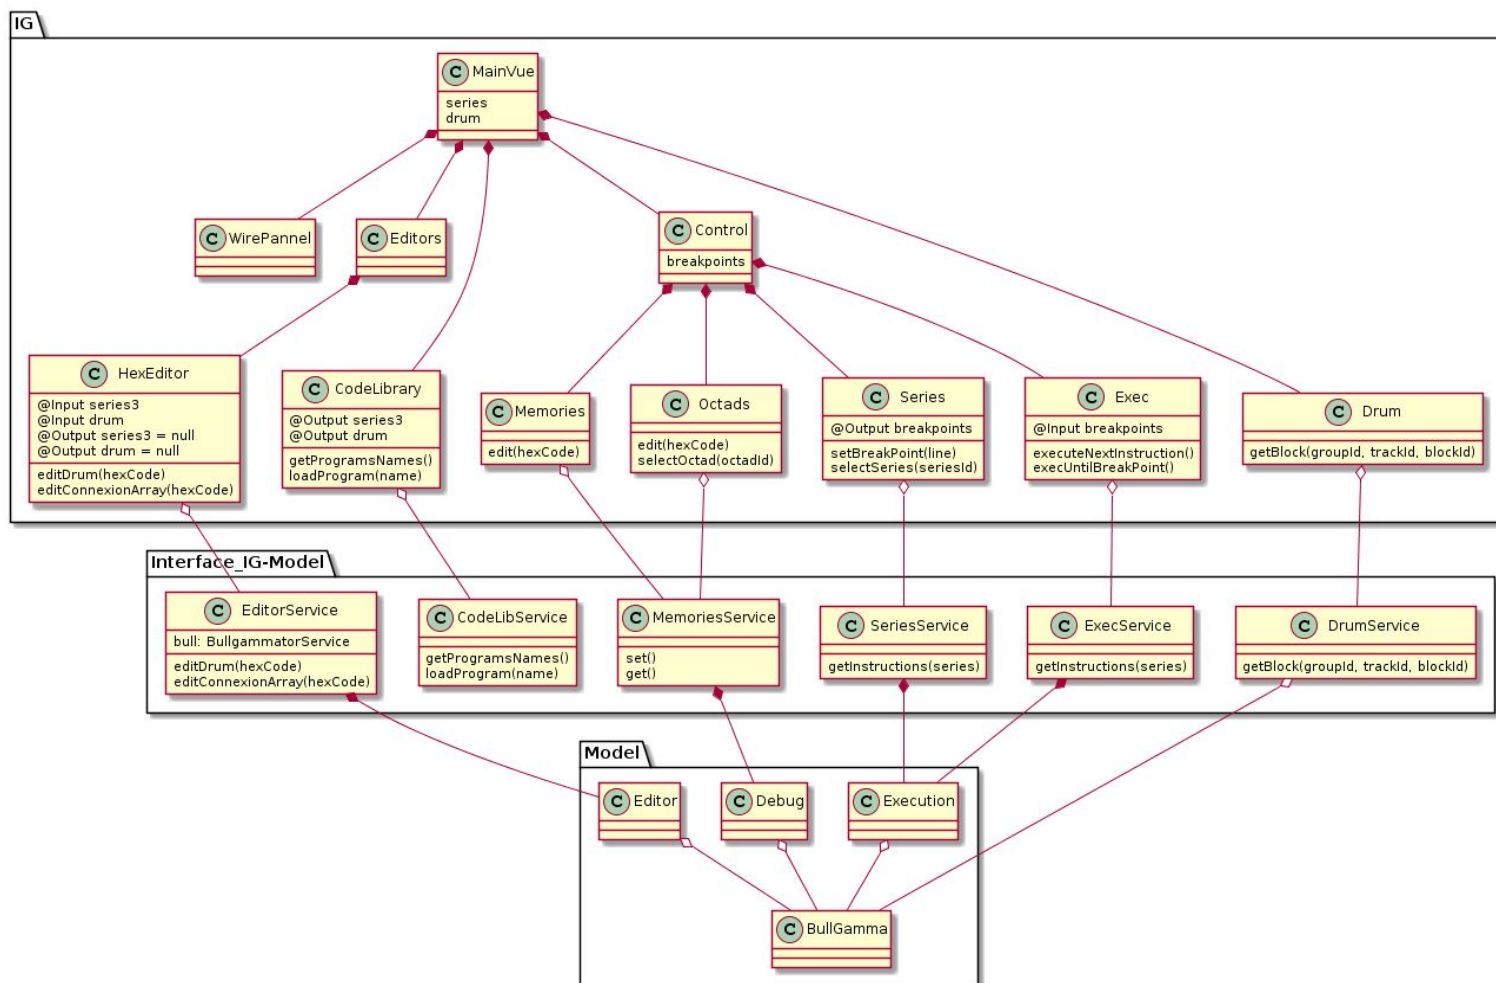 IG
C MainVue
series
drum
C WirePannel
C Editors
C Control
breakpoints
C HexEditor
@Input series3
@Input drum
@Output series3 = null
@Output drum = null
editDrum(hexCode)
editConnexionArray(hexCode)
C CodeLibrary
@Output series3
@Output drum
getProgramsNames()
loadProgram(name)
C Memories
edit(hexCode)
C Octads
edit(hexCode)
selectOctad(octadId)
C Series
@Output breakpoints
setBreakPoint(line)
selectSeries(seriesId)
C Exec
@Input breakpoints
executeNextInstruction()
execUntilBreakPoint()
C Drum
getBlock(groupId, trackId, blockId)
Interface_IG-Model
C EditorService
bull: BullgammatorService
editDrum(hexCode)
editConnexionArray(hexCode)
C CodeLibService
getProgramsNames()
loadProgram(name)
C MemoriesService
set()
get()
C SeriesService
getInstructions(series)
C ExecService
getInstructions(series)
C DrumService
getBlock(groupId, trackId, blockId)
Model
C Editor
C Debug
C Execution
C BullGamma